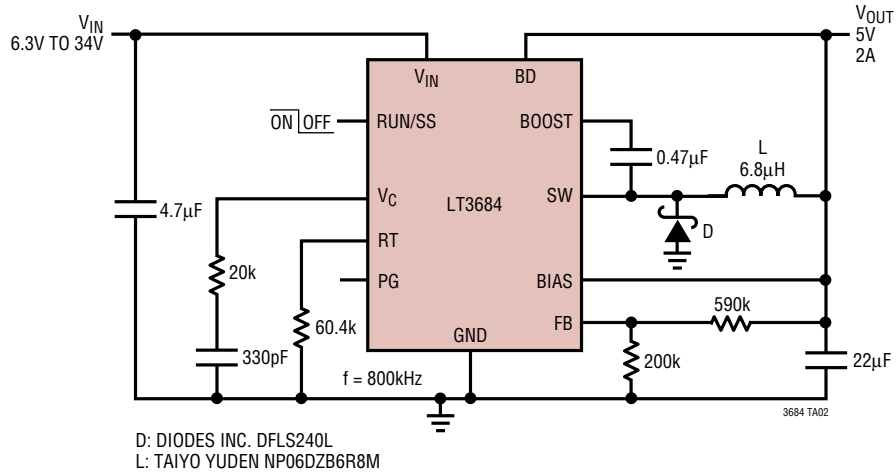 VIN
6.3V TO 34V
VOUT
5V
2A
VIN
BD
ON OFF
RUN/SS
BOOST
0.47µF
L
6.8µH
4.7µF
VC
LT3684
SW
RT
D
20k
PG
BIAS
590k
60.4k
FB
330pF
GND
200k
22µF
f = 800kHz
3684 TA02
D: DIODES INC. DFLS240L
L: TAIYO YUDEN NP06DZB6R8M